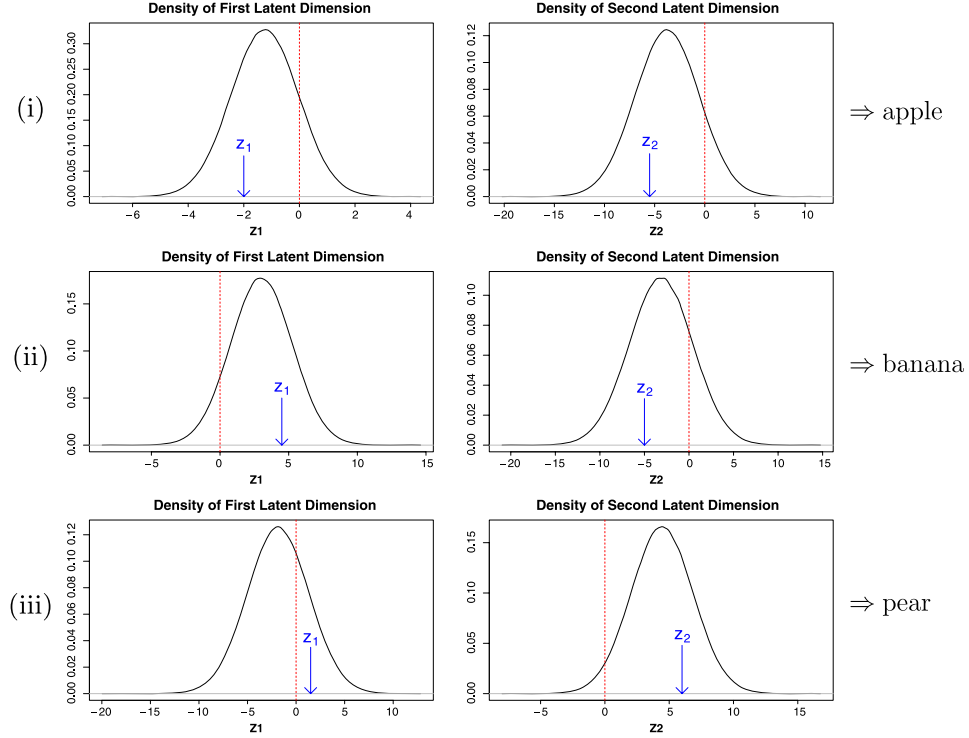 Density of First Latent Dimension
Density of Second Latent Dimension
(i)
0.00 0.05 0.10 0.15 0.20 0.25 0.30
z1
−6 −4 −2 0 2 4
Z1
0.00 0.02 0.04 0.06 0.08 0.10 0.12
z2
−20 −15 −10 −5 0 5 10
Z2
⇒ apple
Density of First Latent Dimension
Density of Second Latent Dimension
(ii)
0.00 0.05 0.10 0.15
z1
−5 0 5 10 15
Z1
0.00 0.02 0.04 0.06 0.08 0.10
z2
−20 −15 −10 −5 0 5 10 15
Z2
⇒ banana
Density of First Latent Dimension
Density of Second Latent Dimension
(iii)
0.00 0.02 0.04 0.06 0.08 0.10 0.12
z1
−20 −15 −10 −5 0 5 10
Z1
0.00 0.05 0.10 0.15
z2
−5 0 5 10 15
Z2
⇒ pear